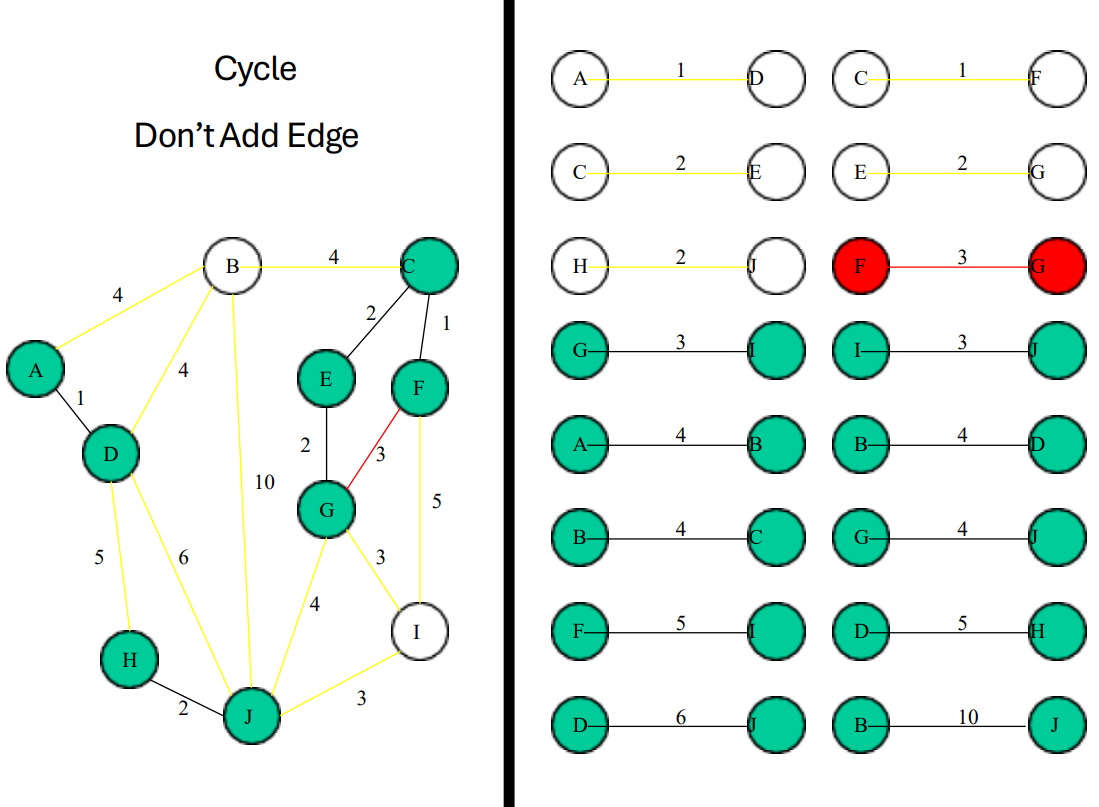 Cycle
Don't Add Edge
B 4 C
4
2
1
4
A
E
F
1
D
2
3
10
5
G
5
6
3
4
H
I
2
J
3
A 1 D
C 1 F
C 2 E
E 2 G
H 2 J
F 3 G
G 3 I
I 3 J
A 4 B
B 4 D
B 4 C
G 4 J
F 5 I
D 5 H
D 6 J
B 10 J